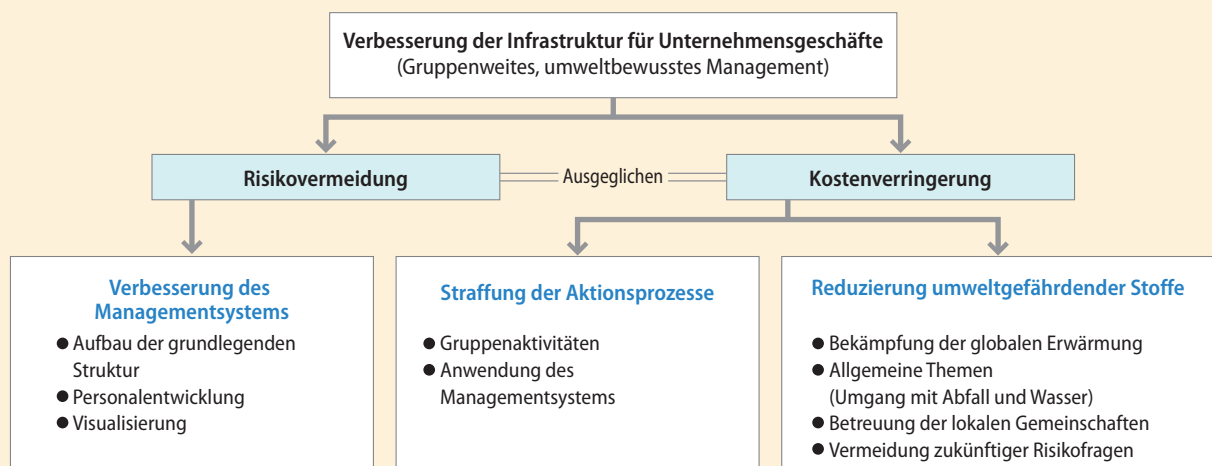 Verbesserung der Infrastruktur für Unternehmensgeschäfte
(Gruppenweites, umweltbewusstes Management)
Risikovermeidung
Ausgeglichen
Kostenverringerung
Verbesserung des
Managementsystems
● Aufbau der grundlegenden
Struktur
● Personalentwicklung
● Visualisierung
Straffung der Aktionsprozesse
● Gruppenaktivitäten
● Anwendung des
Managementsystems
Reduzierung umweltgefährdender Stoffe
● Bekämpfung der globalen Erwärmung
● Allgemeine Themen
(Umgang mit Abfall und Wasser)
● Betreuung der lokalen Gemeinschaften
● Vermeidung zukünftiger Risikofragen